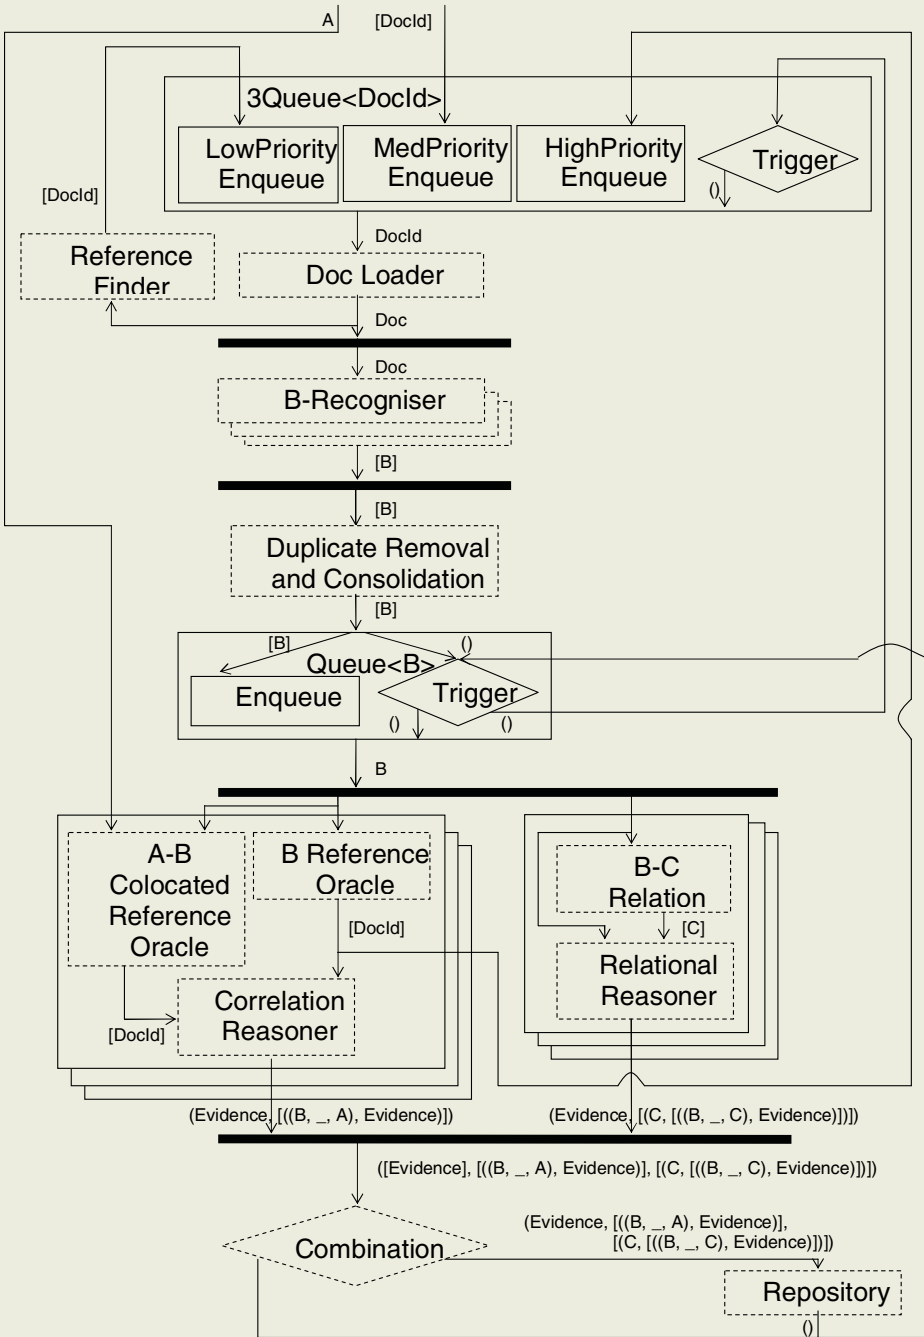 A
[DocId]
3Queue<DocId>
LowPriority
Enqueue
MedPriority
Enqueue
HighPriority
Enqueue
Trigger
()
[DocId]
DocId
Reference
Finder
Doc Loader
Doc
Doc
B-Recogniser
[B]
[B]
Duplicate Removal
and Consolidation
[B]
[B]
()
Queue<B>
Enqueue
Trigger
()
()
B
A-B
Colocated
Reference
Oracle
B Reference
Oracle
B-C
Relation
[DocId]
[C]
Relational
Reasoner
Correlation
Reasoner
[DocId]
(Evidence, [((B, _, A), Evidence)])
(Evidence, [(C, [((B, _, C), Evidence)])])
([Evidence], [((B, _, A), Evidence)], [(C, [((B, _, C), Evidence)])])
(Evidence, [((B, _, A), Evidence)],
[(C, [((B, _, C), Evidence)])])
Combination
Repository
()